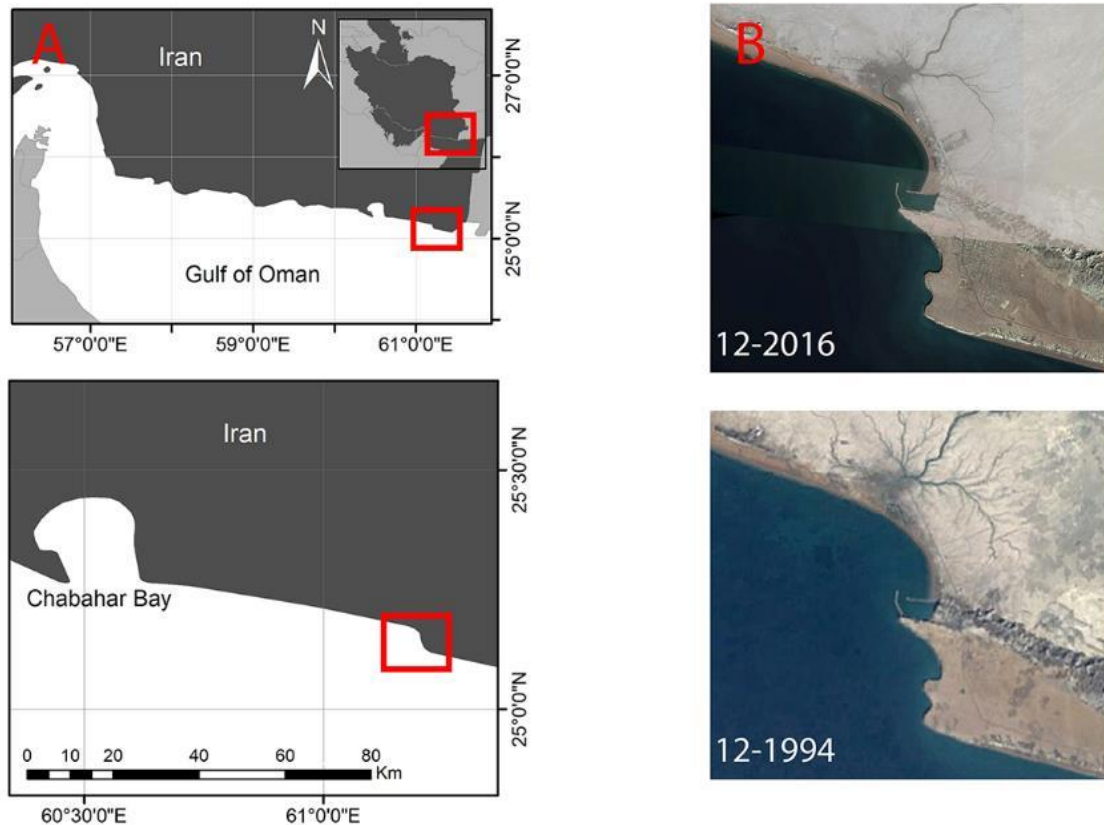 A
Iran
N
27°0'0"N
25°0'0"N
Gulf of Oman
57°0'0"E
59°0'0"E
61°0'0"E
B
12-2016
Iran
25°30'0"N
Chabahar Bay
25°0'0"N
0 10 20 40 60 80
Km
60°30'0"E
61°0'0"E
12-1994